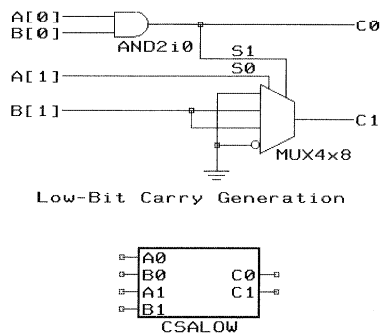 A[0] C0
B[0]
AND2i0
S1
A[1] S0
B[1] C1
MUX4x8
Low-Bit Carry Generation
A0
B0 C0
A1 C1
B1
CSALOW